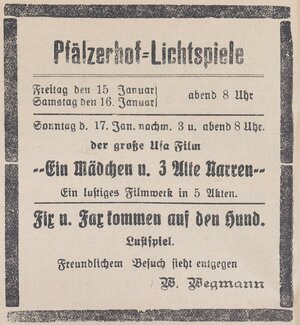 Pfälzerhof-Lichtspiele
Freitag den 15 Januar
Samstag den 16. Januar
abend 8 Uhr
Sonntag d. 17. Jan. nachm. 3 u. abend 8 Uhr.
der große Ufa Film
--Ein Mädchen u. 3 Alte Narren--
Ein lustiges Filmwerk in 5 Akten.
Fix u. Fax kommen auf den Hund.
Lustspiel.
Freundlichem Besuch sieht entgegen
W. Wegmann